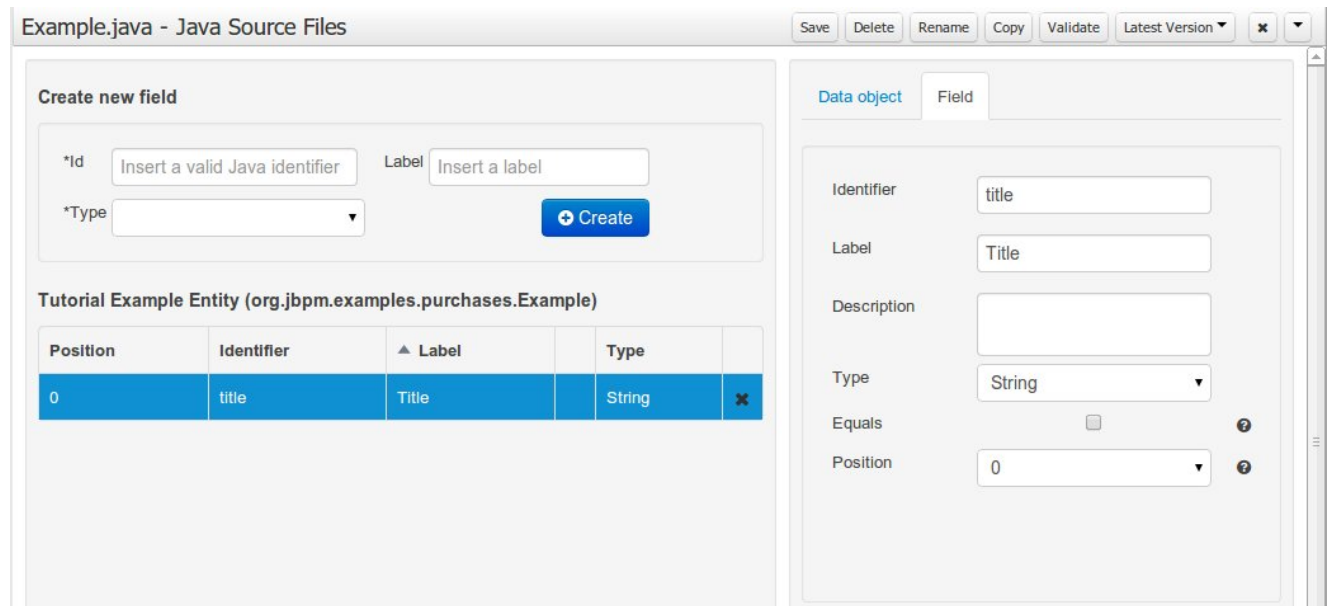 Example.java - Java Source Files
Save Delete Rename Copy Validate Latest Version
Create new field
*Id Insert a valid Java identifier Label Insert a label
*Type
Create
Tutorial Example Entity (org.jbpm.examples.purchases.Example)
Position Identifier Label Type
0 title Title String
Data object Field
Identifier title
Label Title
Description
Type String
Equals
Position 0